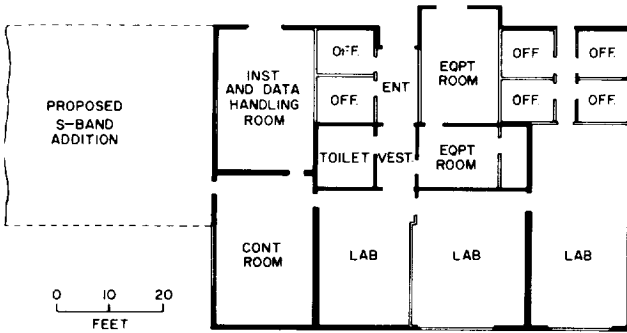 PROPOSED
S-BAND
ADDITION
INST
AND DATA
HANDLING
ROOM
OFF.
OFF.
ENT
EQPT
ROOM
OFF.
OFF.
OFF.
OFF.
TOILET
VEST.
EQPT
ROOM
CONT
ROOM
LAB
LAB
LAB
0 10 20
FEET